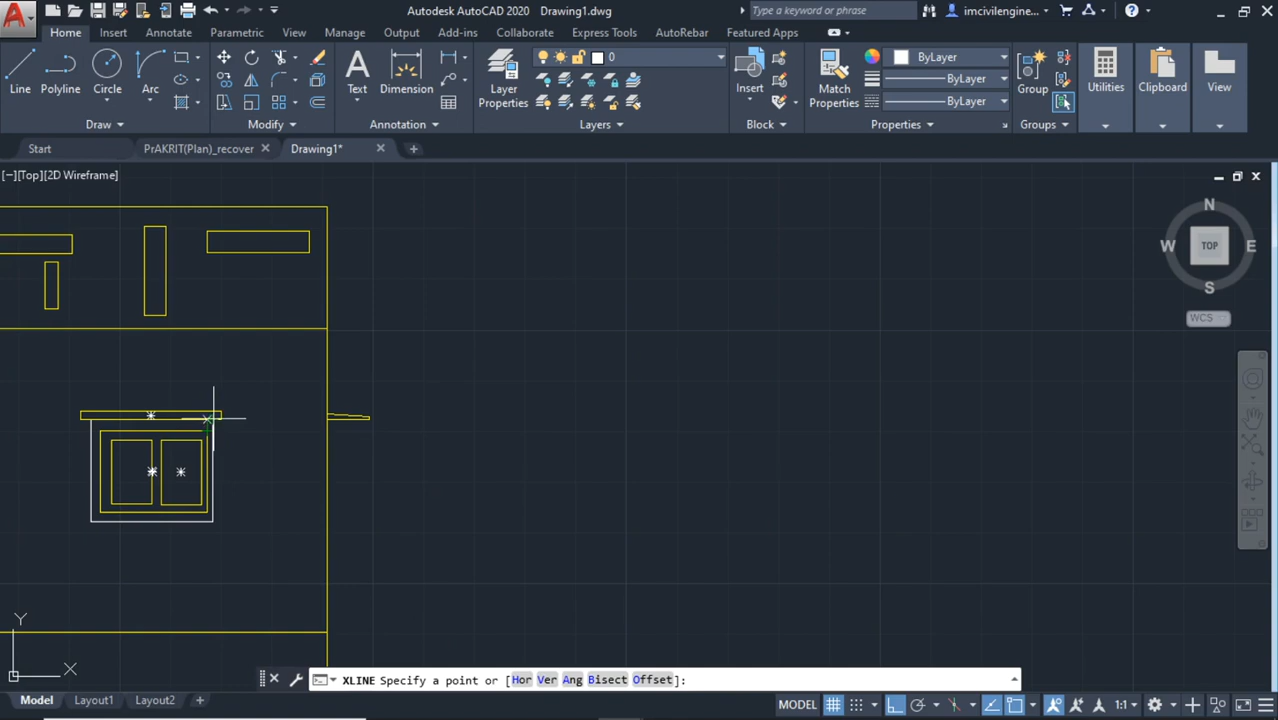 Autodesk AutoCAD 2020 Drawing1.dwg
Type a keyword or phrase
imcivilengine...
Home Insert Annotate Parametric View Manage Output Add-ins Collaborate Express Tools AutoRebar Featured Apps
0
ByLayer
ByLayer
ByLayer
Line Polyline Circle Arc
Text Dimension
Layer Properties
Insert
Match Properties
Group
Utilities
Clipboard
View
Draw Modify Annotation Layers Block Properties Groups
Start PrAKRIT(Plan)_recover Drawing1*
[−][Top][2D Wireframe]
N
W TOP E
S
WCS
Y
X
XLINE Specify a point or [Hor Ver Ang Bisect Offset]:
Model Layout1 Layout2
MODEL 1:1